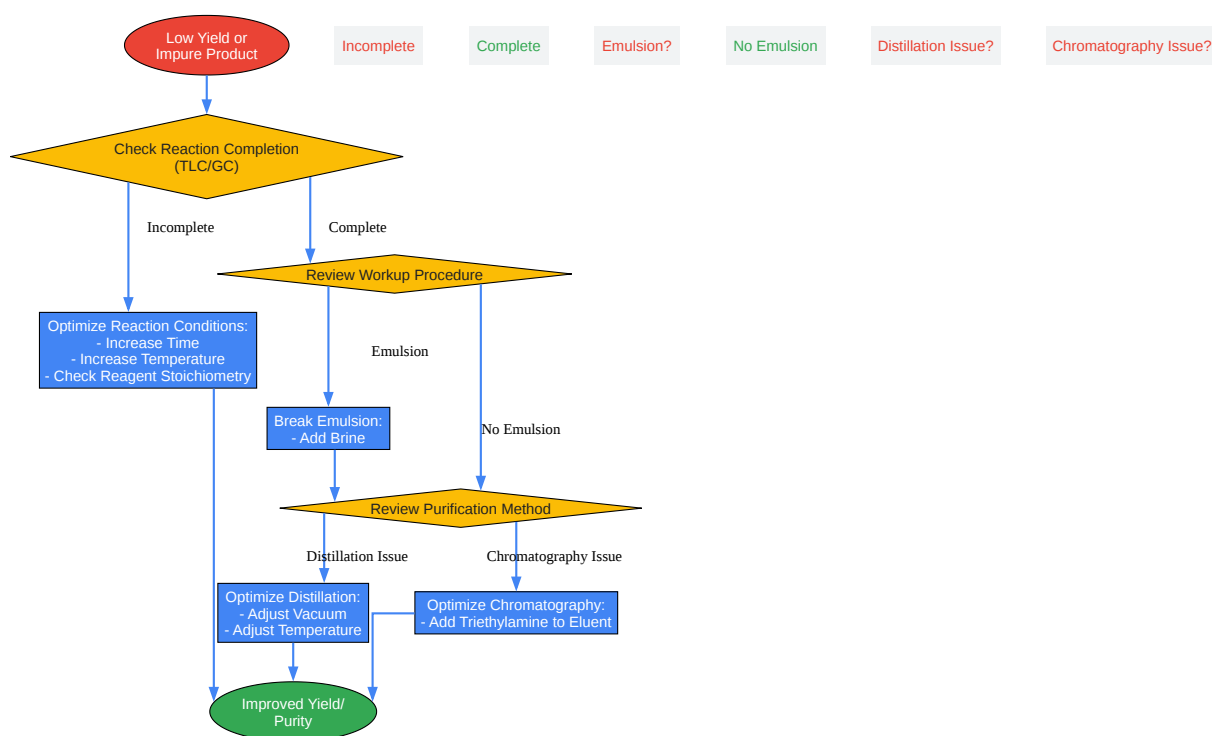 Low Yield or
Impure Product
Incomplete
Complete
Emulsion?
No Emulsion
Distillation Issue?
Chromatography Issue?
Check Reaction Completion
(TLC/GC)
Incomplete
Complete
Review Workup Procedure
Optimize Reaction Conditions:
- Increase Time
- Increase Temperature
- Check Reagent Stoichiometry
Emulsion
Break Emulsion:
- Add Brine
No Emulsion
Review Purification Method
Distillation Issue
Chromatography Issue
Optimize Distillation:
- Adjust Vacuum
- Adjust Temperature
Optimize Chromatography:
- Add Triethylamine to Eluent
Improved Yield/
Purity